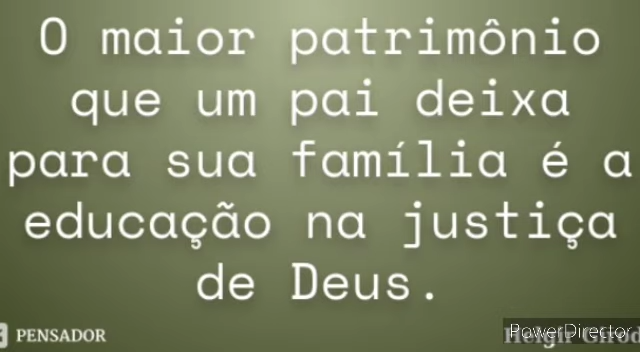 O maior patrimônio
que um pai deixa
para sua família é a
educação na justiça
de Deus.
PENSADOR
PowerDirector